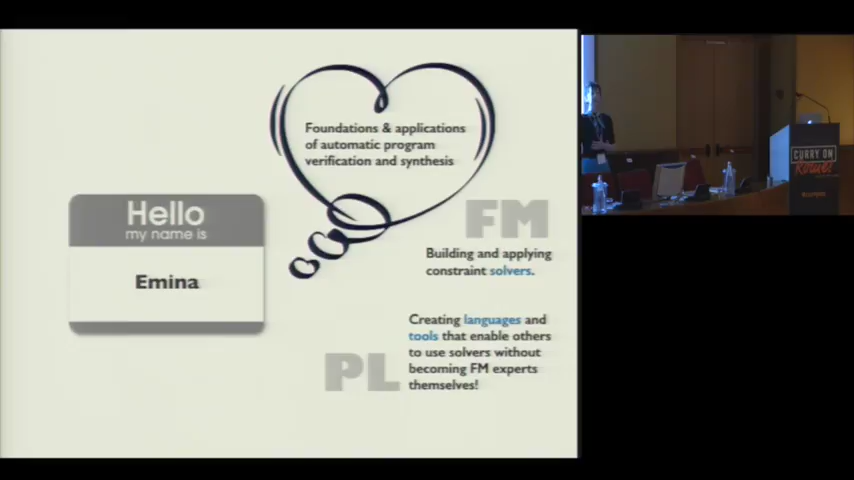 Foundations & applications
of automatic program
verification and synthesis
Hello
my name is
Emina
FM
Building and applying
constraint solvers.
PL
Creating languages and
tools that enable others
to use solvers without
becoming FM experts
themselves!
CURRY ON
Rome!